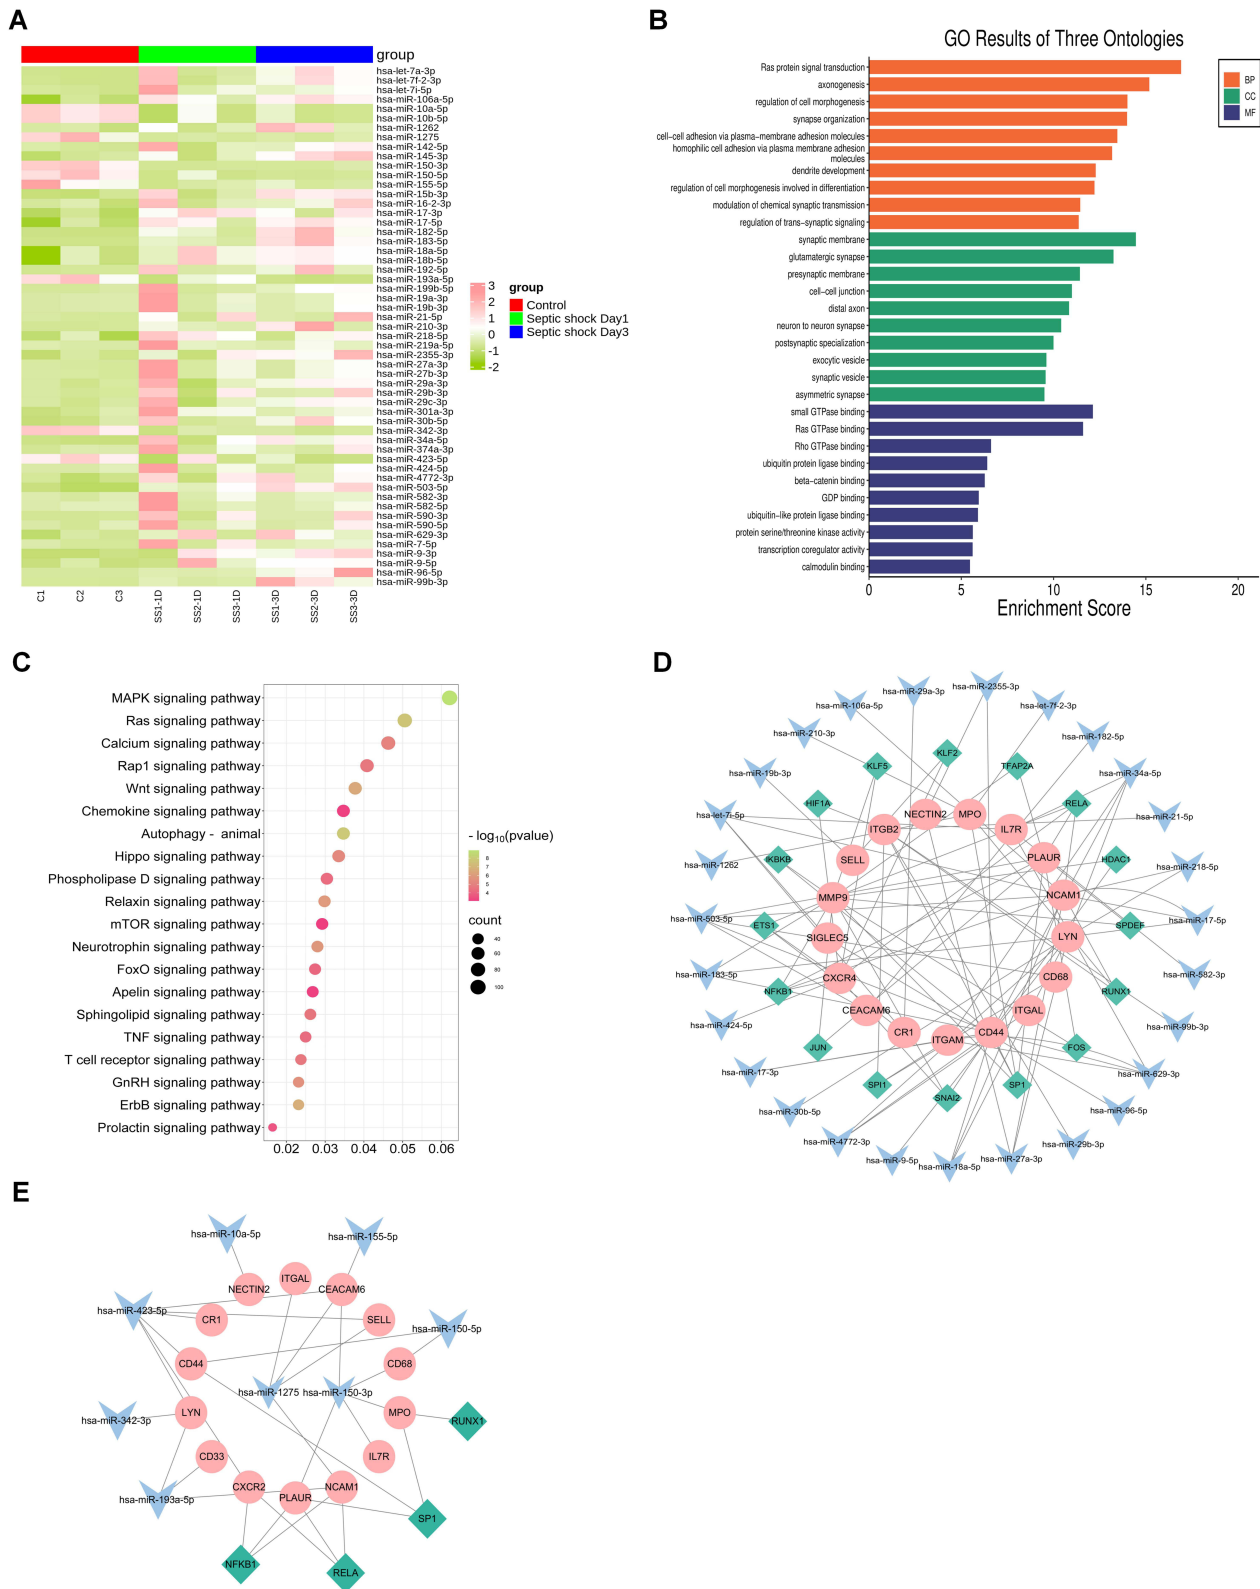 A
group
hsa-let-7a-3p
hsa-let-7f-2-3p
hsa-let-7i-5p
hsa-miR-106a-5p
hsa-miR-10a-5p
hsa-miR-10b-5p
hsa-miR-1262
hsa-miR-1275
hsa-miR-142-5p
hsa-miR-145-3p
hsa-miR-150-3p
hsa-miR-150-5p
hsa-miR-155-5p
hsa-miR-15b-3p
hsa-miR-16-2-3p
hsa-miR-17-3p
hsa-miR-17-5p
hsa-miR-182-5p
hsa-miR-183-5p
hsa-miR-18a-5p
hsa-miR-18b-5p
hsa-miR-192-5p
hsa-miR-193a-5p
hsa-miR-199b-5p
hsa-miR-19a-3p
hsa-miR-19b-3p
hsa-miR-21-5p
hsa-miR-210-3p
hsa-miR-218-5p
hsa-miR-219a-5p
hsa-miR-2355-3p
hsa-miR-27a-3p
hsa-miR-27b-3p
hsa-miR-29a-3p
hsa-miR-29b-3p
hsa-miR-29c-3p
hsa-miR-301a-3p
hsa-miR-30b-5p
hsa-miR-342-3p
hsa-miR-34a-5p
hsa-miR-374a-3p
hsa-miR-423-5p
hsa-miR-424-5p
hsa-miR-4772-3p
hsa-miR-503-5p
hsa-miR-582-3p
hsa-miR-582-5p
hsa-miR-590-3p
hsa-miR-590-5p
hsa-miR-629-3p
hsa-miR-7-5p
hsa-miR-9-3p
hsa-miR-9-5p
hsa-miR-96-5p
hsa-miR-99b-3p
C1 C2 C3 SS1-1D SS2-1D SS3-1D SS1-3D SS2-3D SS3-3D
3
2
1
0
-1
-2
group
Control
Septic shock Day1
Septic shock Day3
B
GO Results of Three Ontologies
Ras protein signal transduction
axonogenesis
regulation of cell morphogenesis
synapse organization
cell-cell adhesion via plasma-membrane adhesion molecules
homophilic cell adhesion via plasma membrane adhesion
molecules
dendrite development
regulation of cell morphogenesis involved in differentiation
modulation of chemical synaptic transmission
regulation of trans-synaptic signaling
synaptic membrane
glutamatergic synapse
presynaptic membrane
cell-cell junction
distal axon
neuron to neuron synapse
postsynaptic specialization
exocytic vesicle
synaptic vesicle
asymmetric synapse
small GTPase binding
Ras GTPase binding
Rho GTPase binding
ubiquitin protein ligase binding
beta-catenin binding
GDP binding
ubiquitin-like protein ligase binding
protein serine/threonine kinase activity
transcription coregulator activity
calmodulin binding
0 5 10 15 20
Enrichment Score
BP
CC
MF
C
MAPK signaling pathway
Ras signaling pathway
Calcium signaling pathway
Rap1 signaling pathway
Wnt signaling pathway
Chemokine signaling pathway
Autophagy - animal
Hippo signaling pathway
Phospholipase D signaling pathway
Relaxin signaling pathway
mTOR signaling pathway
Neurotrophin signaling pathway
FoxO signaling pathway
Apelin signaling pathway
Sphingolipid signaling pathway
TNF signaling pathway
T cell receptor signaling pathway
GnRH signaling pathway
ErbB signaling pathway
Prolactin signaling pathway
0.02 0.03 0.04 0.05 0.06
- log10(pvalue)
8
7
6
5
4
count
40
60
80
100
D
hsa-miR-2355-3p
hsa-miR-29a-3p
hsa-miR-106a-5p
hsa-let-7f-2-3p
hsa-miR-210-3p
hsa-miR-182-5p
KLF2
KLF5
TFAP2A
hsa-miR-19b-3p
hsa-miR-34a-5p
HIF1A
RELA
hsa-let-7i-5p
NECTIN2
MPO
hsa-miR-21-5p
ITGB2
IL7R
hsa-miR-1262
IKBKB
SELL
PLAUR
HDAC1
hsa-miR-218-5p
MMP9
NCAM1
hsa-miR-503-5p
ETS1
hsa-miR-17-5p
SPDEF
SIGLEC5
LYN
hsa-miR-183-5p
CXCR4
CD68
hsa-miR-582-3p
NFKB1
RUNX1
CEACAM6
ITGAL
hsa-miR-424-5p
CR1
ITGAM
CD44
hsa-miR-99b-3p
JUN
FOS
hsa-miR-17-3p
SPI1
SNAI2
SP1
hsa-miR-629-3p
hsa-miR-30b-5p
hsa-miR-96-5p
hsa-miR-4772-3p
hsa-miR-29b-3p
hsa-miR-9-5p
hsa-miR-18a-5p
hsa-miR-27a-3p
E
hsa-miR-10a-5p
hsa-miR-155-5p
ITGAL
NECTIN2
CEACAM6
hsa-miR-423-5p
CR1
SELL
hsa-miR-150-5p
CD44
CD68
hsa-miR-1275
hsa-miR-150-3p
hsa-miR-342-3p
LYN
MPO
RUNX1
CD33
IL7R
CXCR2
NCAM1
hsa-miR-193a-5p
PLAUR
SP1
NFKB1
RELA